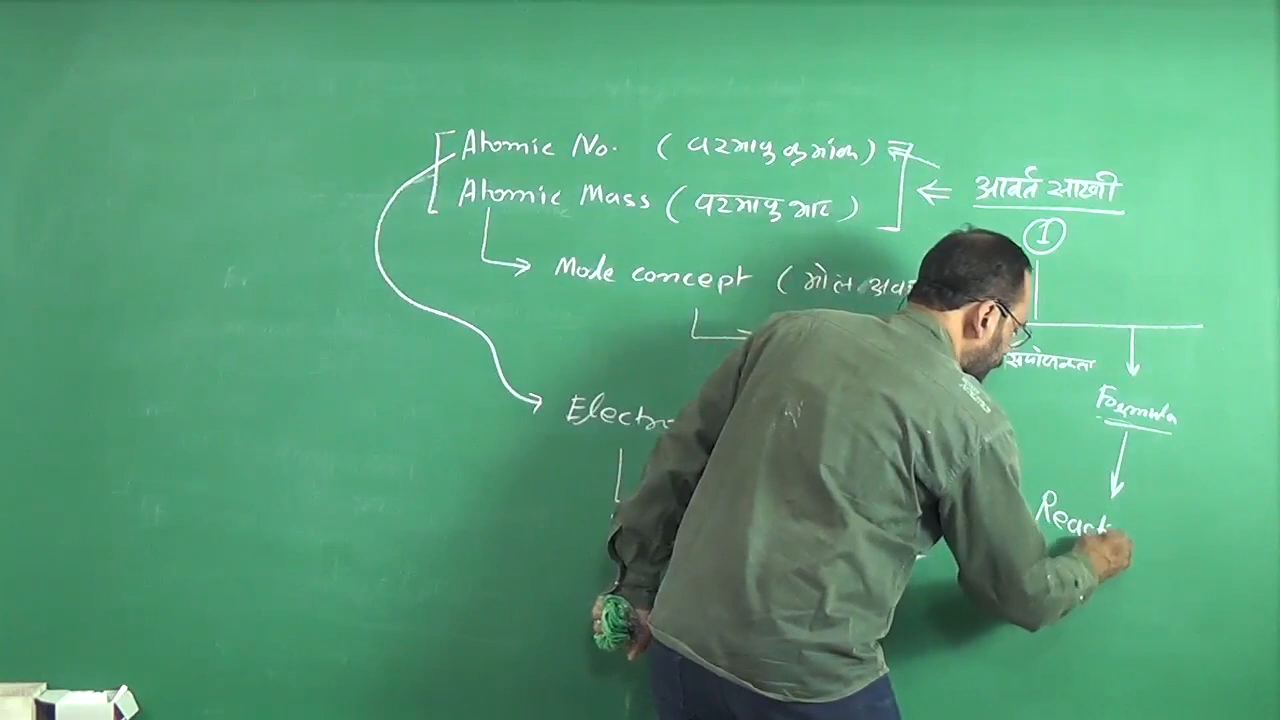 Atomic No. (परमाणु क्रमांक)
Atomic Mass (परमाणु भार)
आवर्त सारणी
1
Mole concept (मोल
संयोजकता
Formula
Electro
React